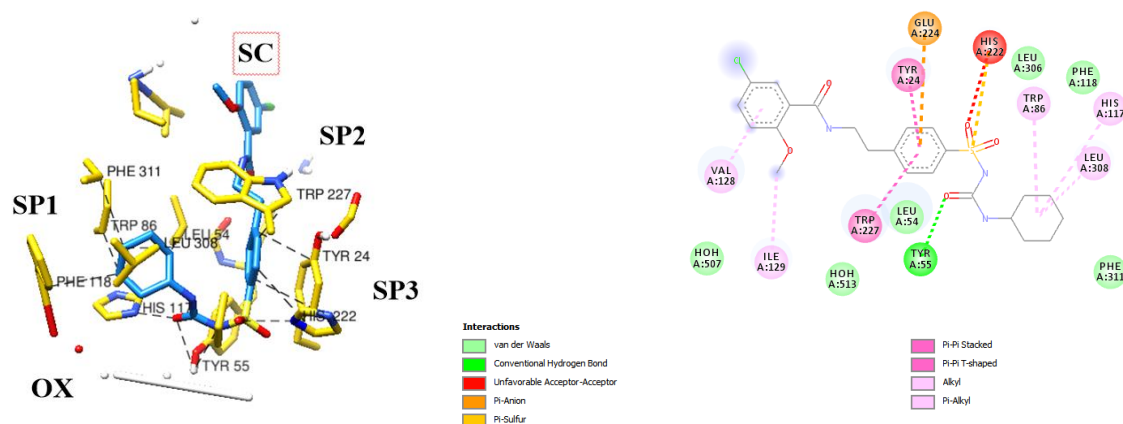 SC
SP2
PHE 311
TRP 227
SP1
TRP 86
LEU 54
LEU 308
TYR 24
SP3
PHE 118
HIS 117
HIS 222
TYR 55
OX
GLU
A:224
HIS
A:222
TYR
A:24
LEU
A:306
PHE
A:118
TRP
A:86
HIS
A:117
VAL
A:128
LEU
A:308
TRP
A:227
LEU
A:54
HOH
A:507
ILE
A:129
HOH
A:513
TYR
A:55
PHE
A:311
Cl
O
N
O
O
O
S
N
O
N
Interactions
van der Waals
Conventional Hydrogen Bond
Unfavorable Acceptor-Acceptor
Pi-Anion
Pi-Sulfur
Pi-Pi Stacked
Pi-Pi T-shaped
Alkyl
Pi-Alkyl